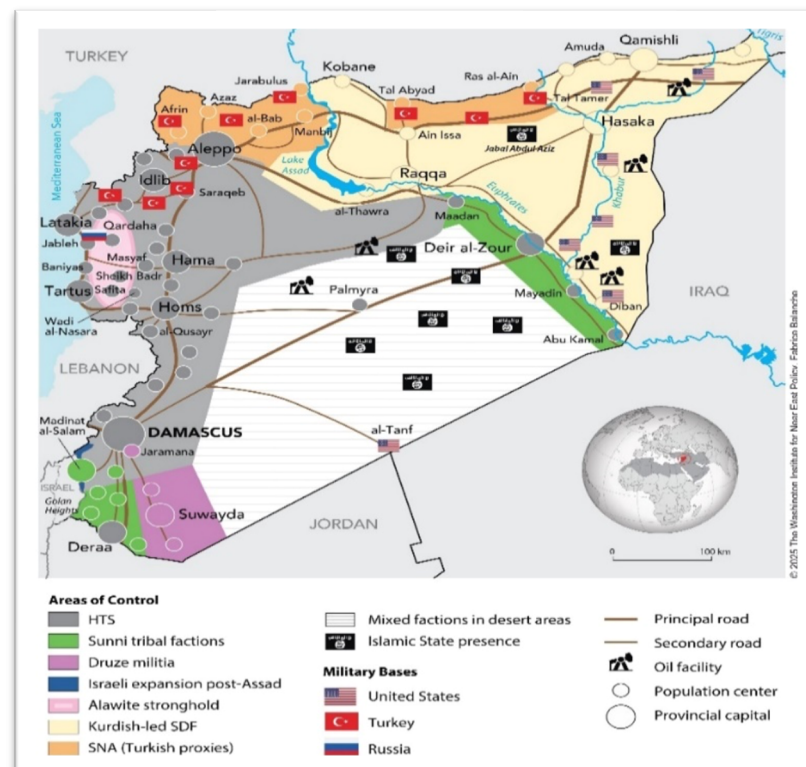 TURKEY
Tigris
Qamishli
Amuda
Kobane
Ras al-Ain
Jarabulus
Tal Abyad
Azaz
Afrin
al-Bab
Tal Tamer
Manbij
Hasaka
Ain Issa
Jabal Abdul Aziz
Mediterranean Sea
Aleppo
Lake
Assad
Idlib
Raqqa
Saraqeb
Euphrates
Khabur
al-Thawra
Maadan
Latakia
Qardaha
Jableh
Deir al-Zour
Masyaf
Hama
Baniyas
Sheikh Badr
Tartus
Safita
Palmyra
Mayadin
IRAQ
Homs
Diban
Wadi
al-Nasara
al-Qusayr
Abu Kamal
LEBANON
Madinat
al-Salam
DAMASCUS
al-Tanf
Jaramana
ISRAEL
Golan
Heights
Suwayda
JORDAN
Deraa
0 100 km
© 2025 The Washington Institute for Near East Policy. Fabrice Balanche
Areas of Control
HTS
Sunni tribal factions
Druze militia
Israeli expansion post-Assad
Alawite stronghold
Kurdish-led SDF
SNA (Turkish proxies)
Mixed factions in desert areas
Islamic State presence
Military Bases
United States
Turkey
Russia
Principal road
Secondary road
Oil facility
Population center
Provincial capital